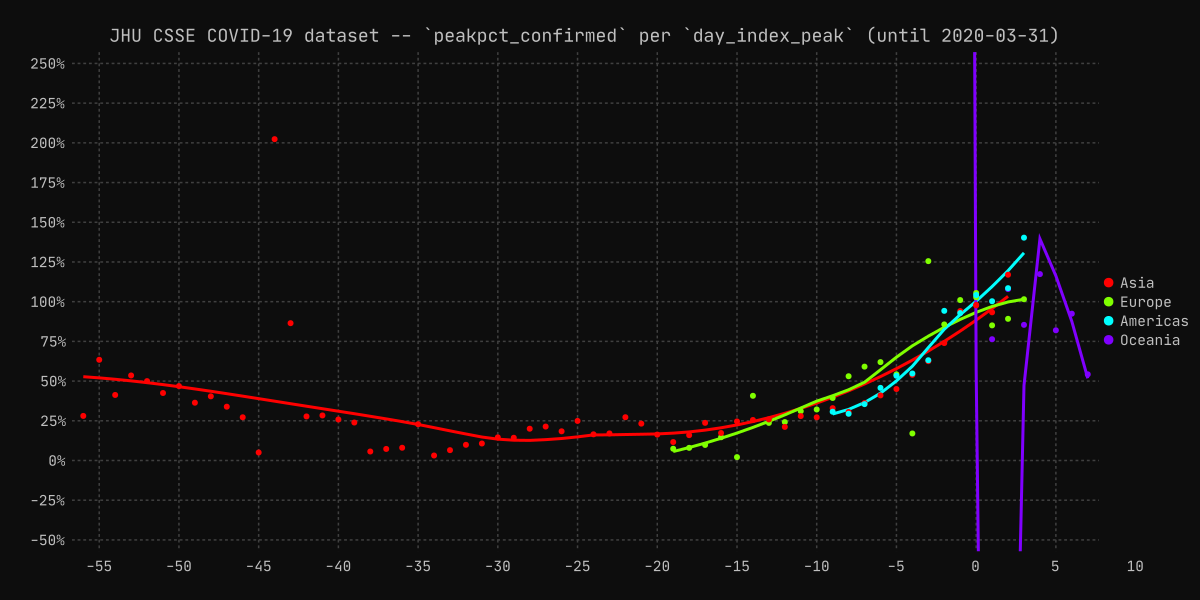 JHU CSSE COVID-19 dataset -- `peakpct_confirmed` per `day_index_peak` (until 2020-03-31)
250%
225%
200%
175%
150%
125%
100%
75%
50%
25%
0%
-25%
-50%
-55 -50 -45 -40 -35 -30 -25 -20 -15 -10 -5 0 5 10
Asia
Europe
Americas
Oceania